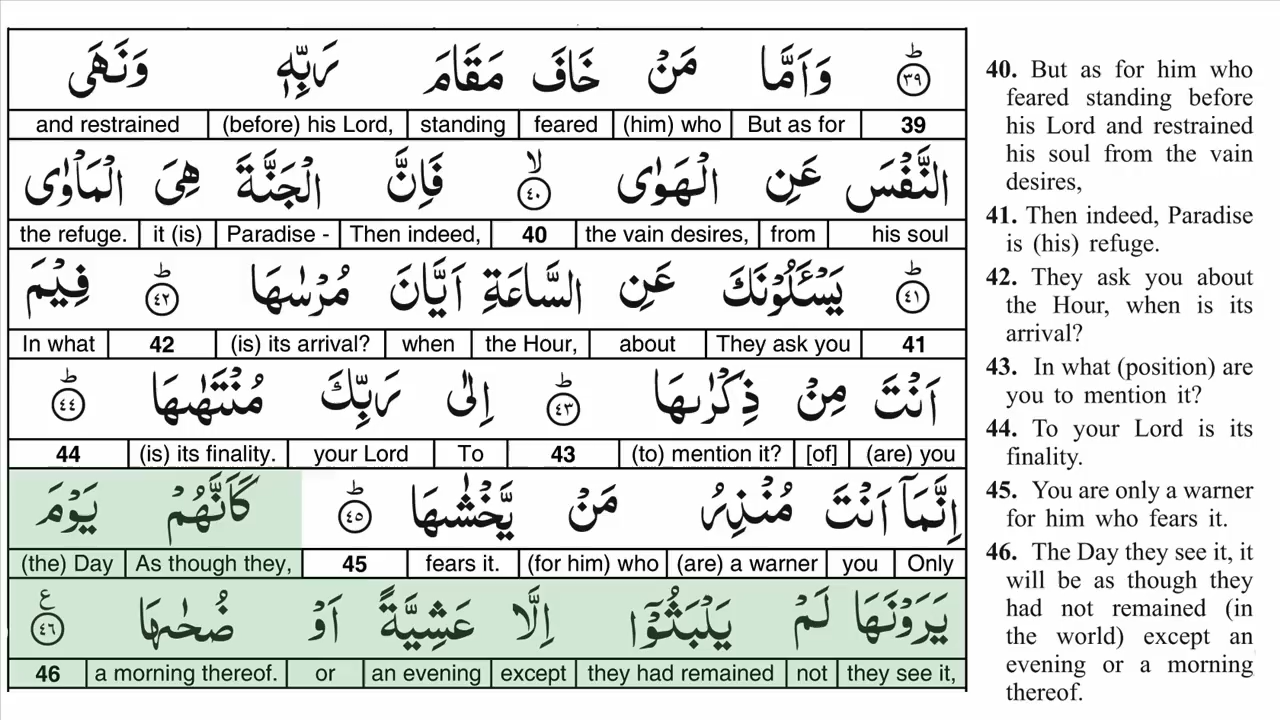 وَاَمَّا مَنْ خَافَ مَقَامَ رَبِّهٖ وَنَهَى
39 But as for (him) who feared standing (before) his Lord, and restrained
النَّفْسَ عَنِ الْهَوٰى ۙ﴿٤٠﴾ فَاِنَّ الْجَنَّةَ هِىَ الْمَاْوٰى
his soul from the vain desires, 40 Then indeed, Paradise - it (is) the refuge.
ؕ﴿٤١﴾ يَسْـَٔلُوْنَكَ عَنِ السَّاعَةِ اَيَّانَ مُرْسٰىهَا ؕ﴿٤٢﴾ فِيْمَ
41 They ask you about the Hour, when (is) its arrival? 42 In what
اَنْتَ مِنْ ذِكْرٰىهَا ؕ﴿٤٣﴾ اِلٰى رَبِّكَ مُنْتَهٰىهَا ؕ﴿٤٤﴾
(are) you [of] (to) mention it? 43 To your Lord (is) its finality. 44
اِنَّمَاۤ اَنْتَ مُنْذِرُ مَنْ يَّخْشٰىهَا ؕ﴿٤٥﴾ كَاَنَّهُمْ يَوْمَ
Only you (are) a warner (for him) who fears it. 45 As though they, (the) Day
يَرَوْنَهَا لَمْ يَلْبَثُوْۤا اِلَّا عَشِيَّةً اَوْ ضُحٰىهَا ﴿٤٦﴾ ع
they see it, not they had remained except an evening or a morning thereof. 46
40. But as for him who
feared standing before
his Lord and restrained
his soul from the vain
desires,
41. Then indeed, Paradise
is (his) refuge.
42. They ask you about
the Hour, when is its
arrival?
43. In what (position) are
you to mention it?
44. To your Lord is its
finality.
45. You are only a warner
for him who fears it.
46. The Day they see it, it
will be as though they
had not remained (in
the world) except an
evening or a morning
thereof.